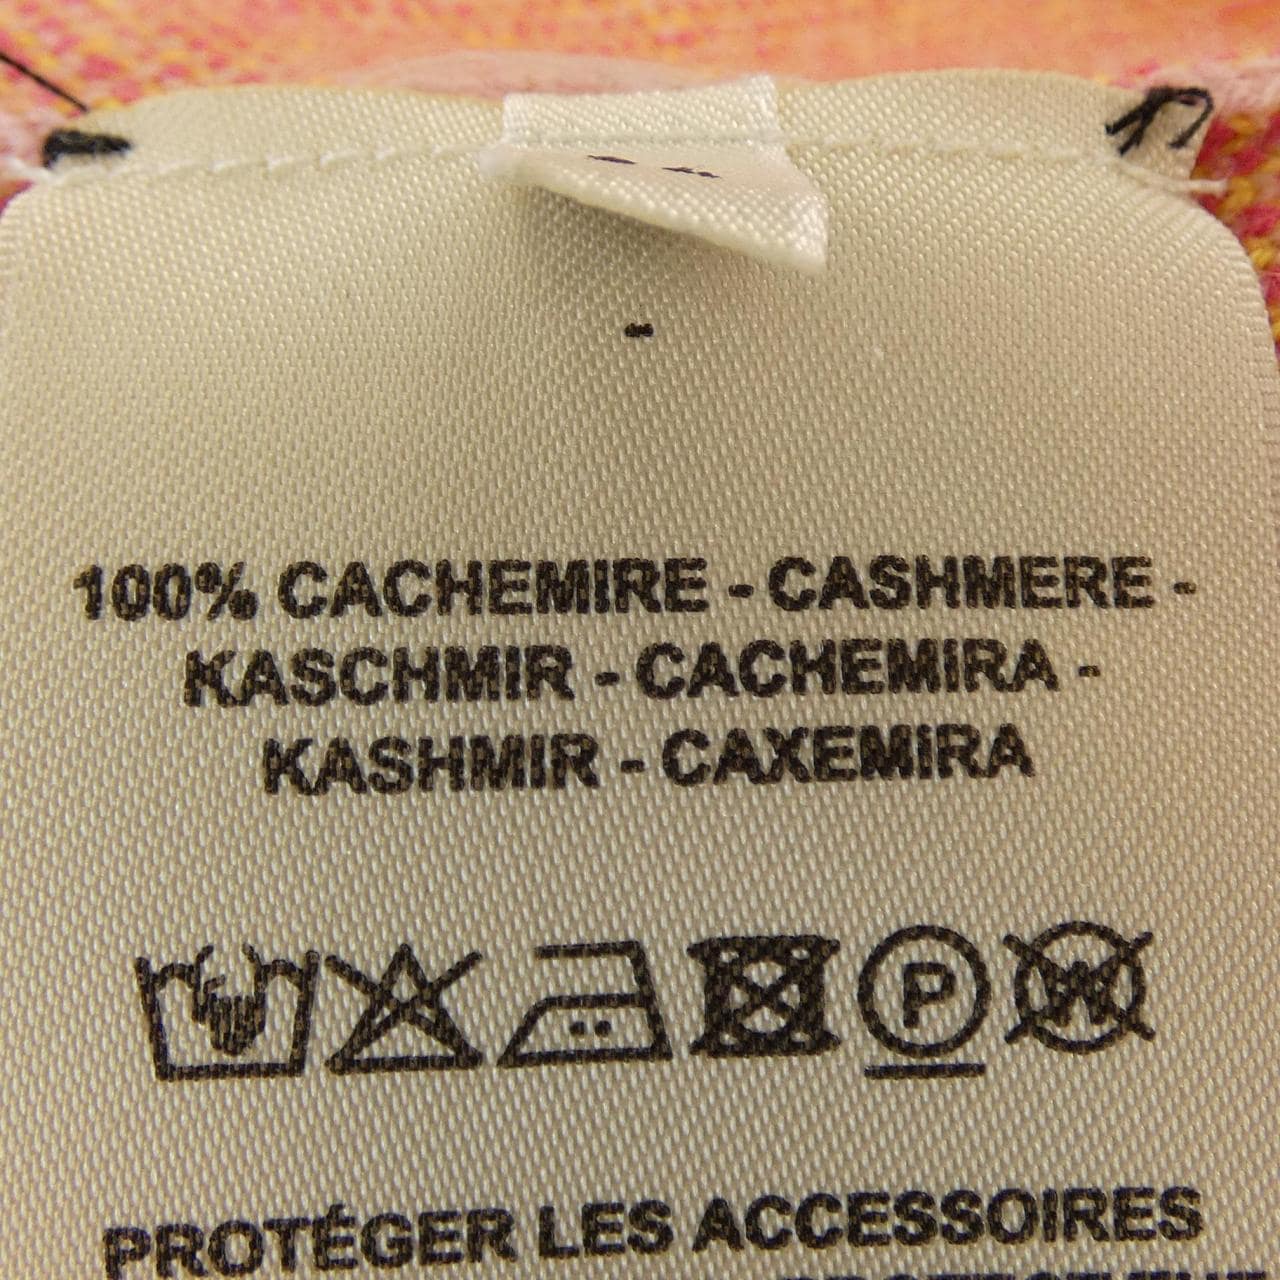 100% CACHEMIRE - CASHMERE -
KASCHMIR - CACHEMIRA -
KASHMIR - CAXEMIRA
P W
PROTÉGER LES ACCESSOIRES